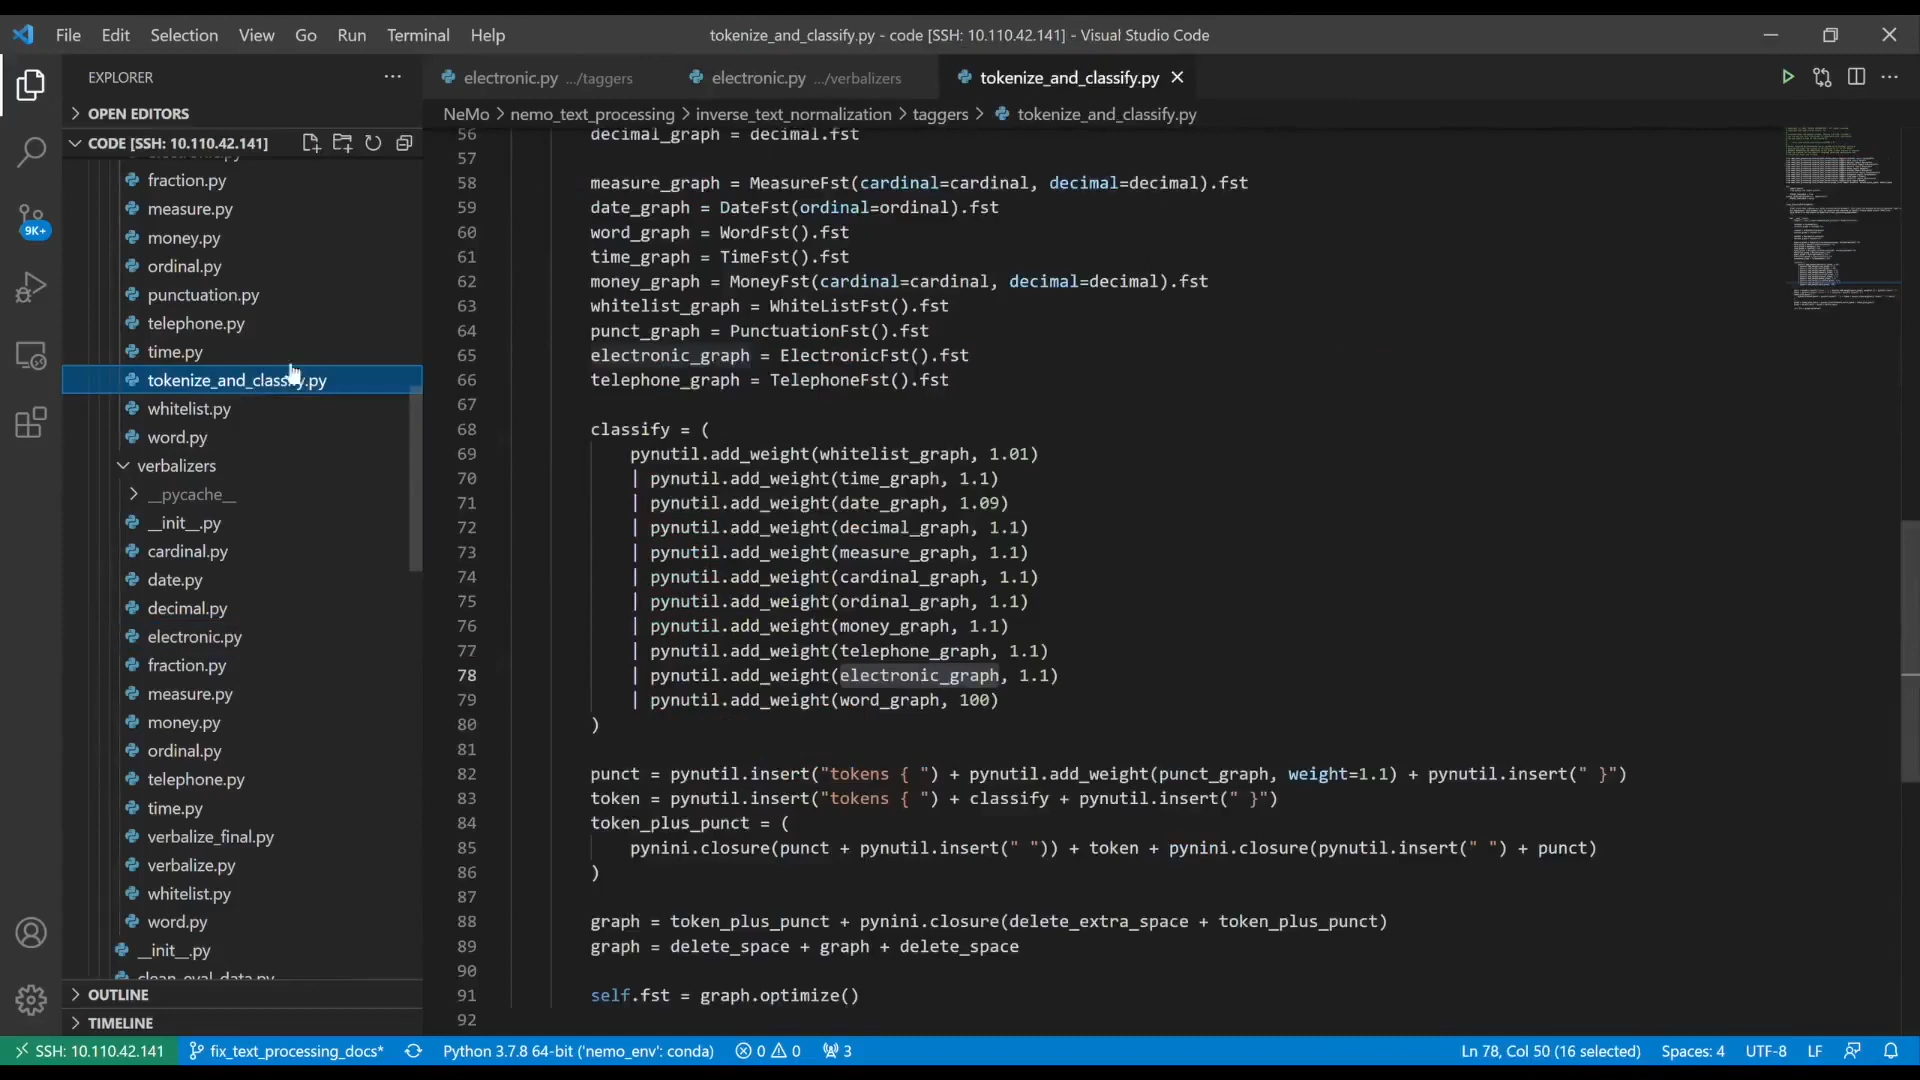 File Edit Selection View Go Run Terminal Help
tokenize_and_classify.py - code [SSH: 10.110.42.141] - Visual Studio Code
EXPLORER
electronic.py .../taggers
electronic.py .../verbalizers
tokenize_and_classify.py
OPEN EDITORS
NeMo > nemo_text_processing > inverse_text_normalization > taggers > tokenize_and_classify.py
CODE [SSH: 10.110.42.141]
9K+
electronic.py
fraction.py
measure.py
money.py
ordinal.py
punctuation.py
telephone.py
time.py
tokenize_and_classify.py
whitelist.py
word.py
verbalizers
__pycache__
__init__.py
cardinal.py
date.py
decimal.py
electronic.py
fraction.py
measure.py
money.py
ordinal.py
telephone.py
time.py
verbalize_final.py
verbalize.py
whitelist.py
word.py
__init__.py
clean_eval_data.py
OUTLINE
TIMELINE
56 decimal_graph = decimal.fst
57
58 measure_graph = MeasureFst(cardinal=cardinal, decimal=decimal).fst
59 date_graph = DateFst(ordinal=ordinal).fst
60 word_graph = WordFst().fst
61 time_graph = TimeFst().fst
62 money_graph = MoneyFst(cardinal=cardinal, decimal=decimal).fst
63 whitelist_graph = WhiteListFst().fst
64 punct_graph = PunctuationFst().fst
65 electronic_graph = ElectronicFst().fst
66 telephone_graph = TelephoneFst().fst
67
68 classify = (
69 pynutil.add_weight(whitelist_graph, 1.01)
70 | pynutil.add_weight(time_graph, 1.1)
71 | pynutil.add_weight(date_graph, 1.09)
72 | pynutil.add_weight(decimal_graph, 1.1)
73 | pynutil.add_weight(measure_graph, 1.1)
74 | pynutil.add_weight(cardinal_graph, 1.1)
75 | pynutil.add_weight(ordinal_graph, 1.1)
76 | pynutil.add_weight(money_graph, 1.1)
77 | pynutil.add_weight(telephone_graph, 1.1)
78 | pynutil.add_weight(electronic_graph, 1.1)
79 | pynutil.add_weight(word_graph, 100)
80 )
81
82 punct = pynutil.insert("tokens { ") + pynutil.add_weight(punct_graph, weight=1.1) + pynutil.insert(" }")
83 token = pynutil.insert("tokens { ") + classify + pynutil.insert(" }")
84 token_plus_punct = (
85 pynini.closure(punct + pynutil.insert(" ")) + token + pynini.closure(pynutil.insert(" ") + punct)
86 )
87
88 graph = token_plus_punct + pynini.closure(delete_extra_space + token_plus_punct)
89 graph = delete_space + graph + delete_space
90
91 self.fst = graph.optimize()
92
SSH: 10.110.42.141 fix_text_processing_docs* Python 3.7.8 64-bit ('nemo_env': conda) 0 0 3 Ln 78, Col 50 (16 selected) Spaces: 4 UTF-8 LF